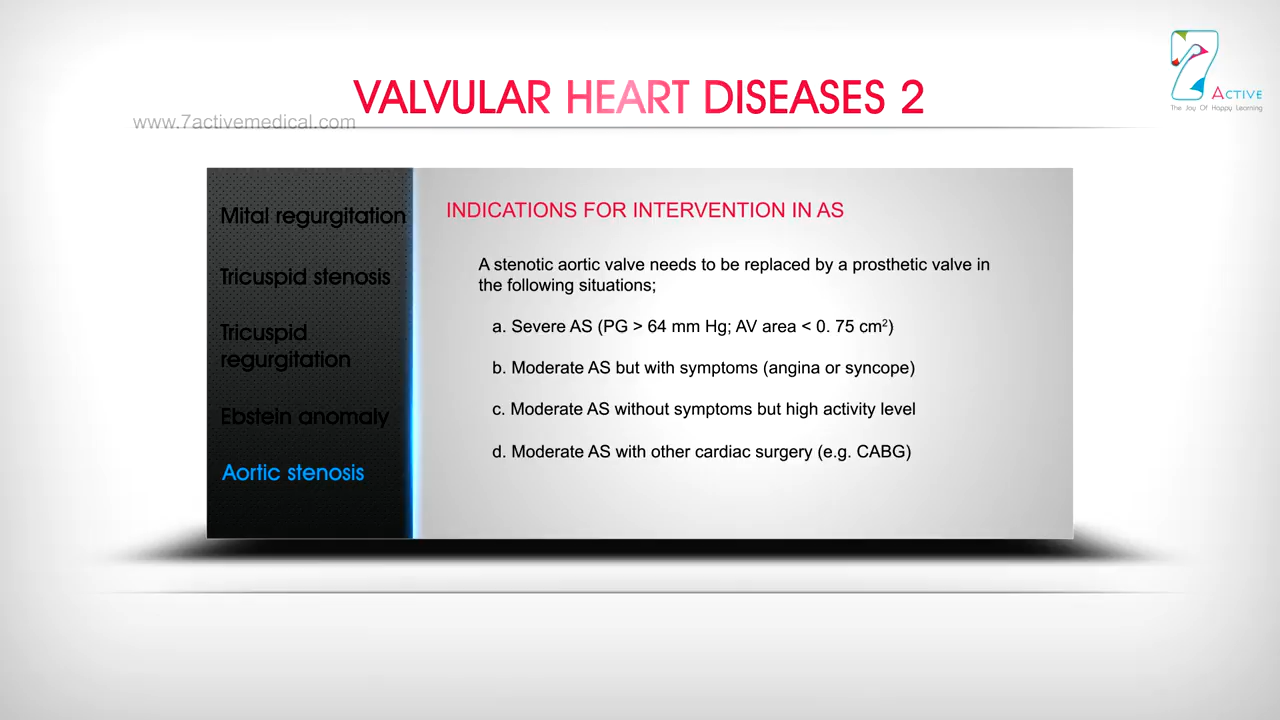 VALVULAR HEART DISEASES 2
www.7activemedical.com
7 ACTIVE
The Joy Of Happy Learning
Mital regurgitation
Tricuspid stenosis
Tricuspid
regurgitation
Ebstein anomaly
Aortic stenosis
INDICATIONS FOR INTERVENTION IN AS
A stenotic aortic valve needs to be replaced by a prosthetic valve in
the following situations;
a. Severe AS (PG > 64 mm Hg; AV area < 0. 75 cm²)
b. Moderate AS but with symptoms (angina or syncope)
c. Moderate AS without symptoms but high activity level
d. Moderate AS with other cardiac surgery (e.g. CABG)